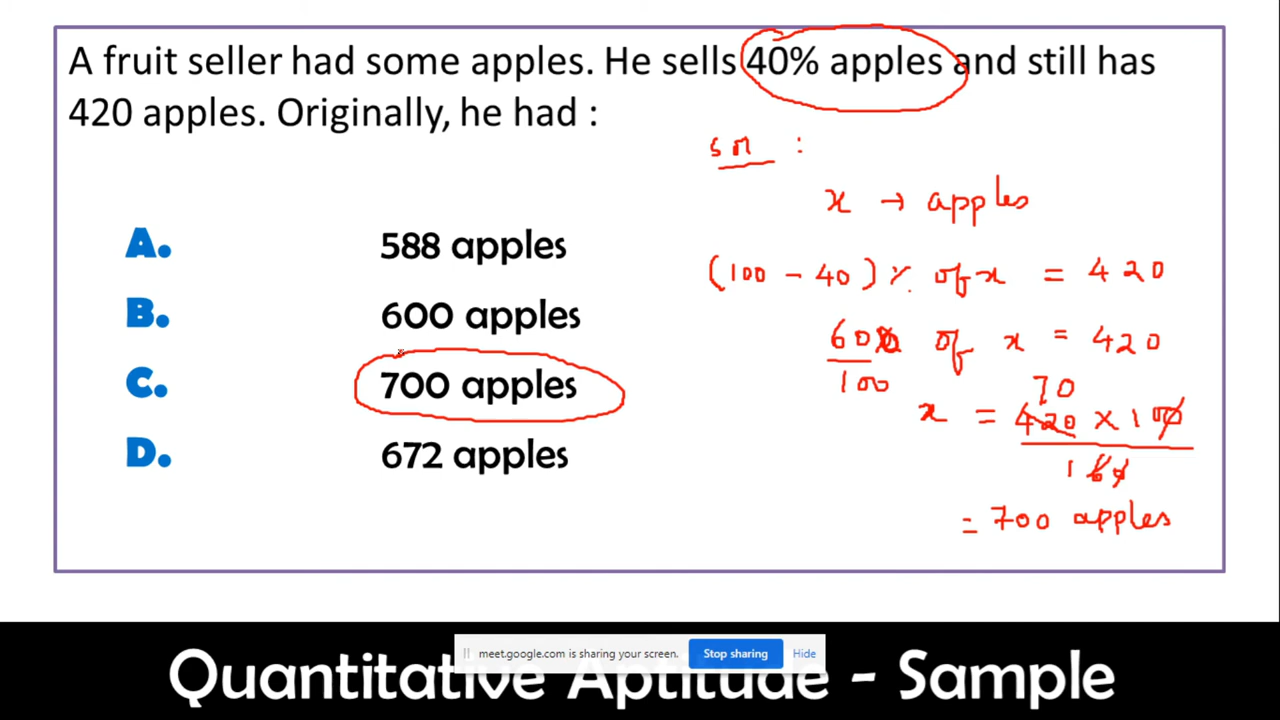 A fruit seller had some apples. He sells 40% apples and still has
420 apples. Originally, he had :
A. 588 apples
B. 600 apples
C. 700 apples
D. 672 apples
:
x → apples
(100 - 40) % of x = 420
60
100
of x = 420
70
x = 420 × 100
1 60
= 700 apples
meet.google.com is sharing your screen. Stop sharing Hide
Quantitative Aptitude - Sample